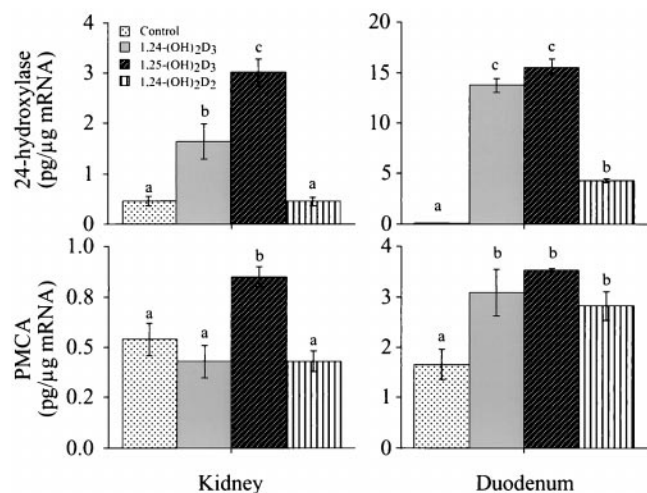 24-hydroxylase
(pg/µg mRNA)
4
3
2
1
0
Control
1,24-(OH)2D3
1,25-(OH)2D3
1,24-(OH)2D2
a
b
c
a
20
15
10
5
0
a
c
c
b
PMCA
(pg/µg mRNA)
1.0
0.8
0.5
0.2
0.0
a
a
b
a
Kidney
4
3
2
1
0
a
b
b
b
Duodenum